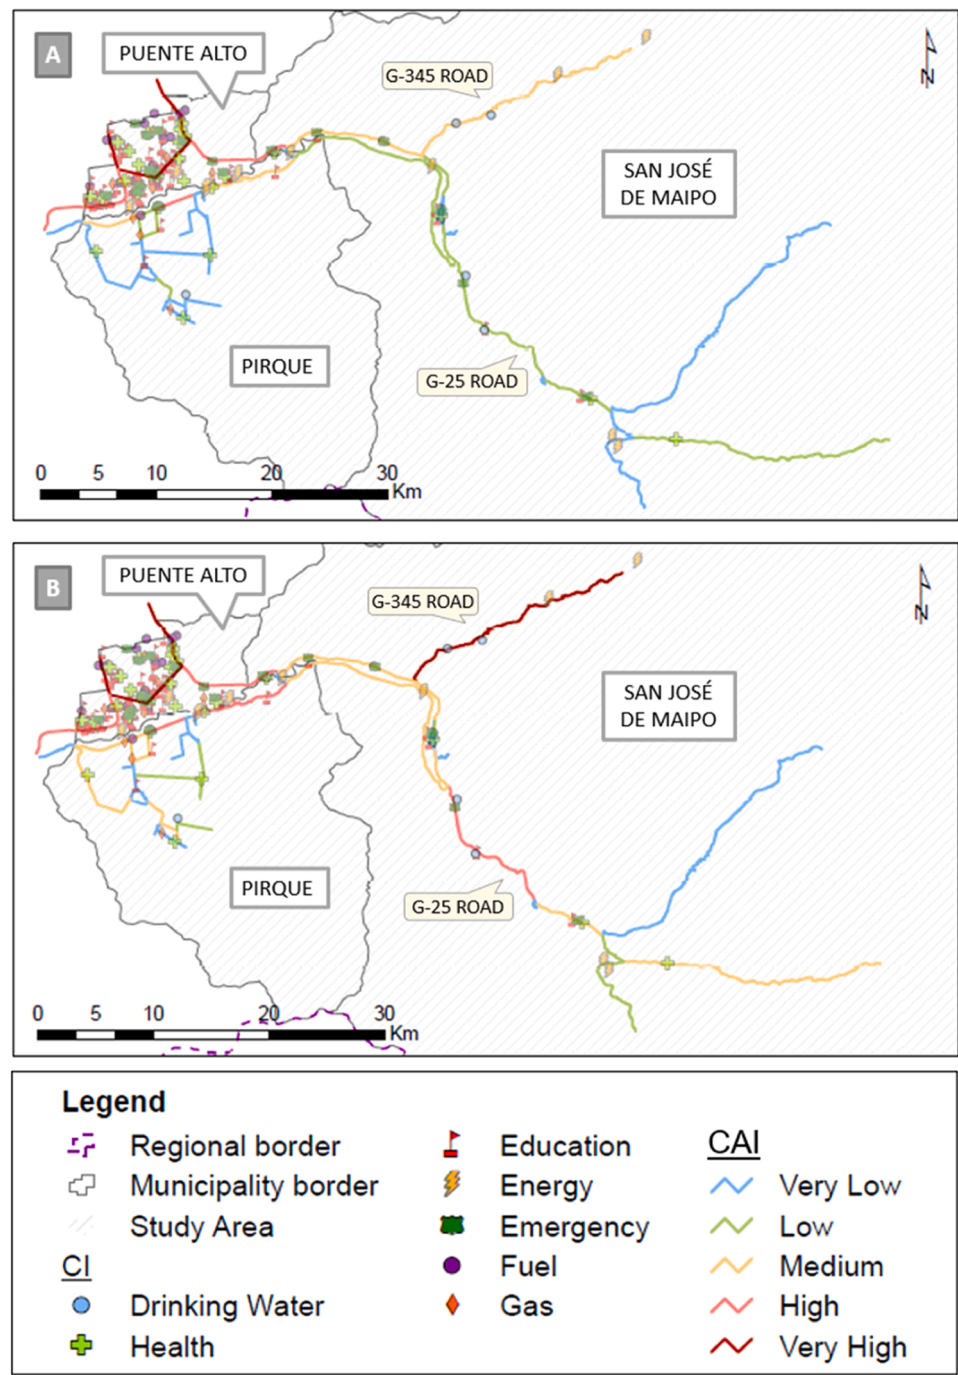 A
PUENTE ALTO
G-345 ROAD
N
SAN JOSÉ
DE MAIPO
PIRQUE
G-25 ROAD
0 5 10 20 30
Km
B
PUENTE ALTO
G-345 ROAD
N
SAN JOSÉ
DE MAIPO
PIRQUE
G-25 ROAD
0 5 10 20 30
Km
Legend
Regional border
Municipality border
Study Area
CI
Drinking Water
Health
Education
Energy
Emergency
Fuel
Gas
CAI
Very Low
Low
Medium
High
Very High